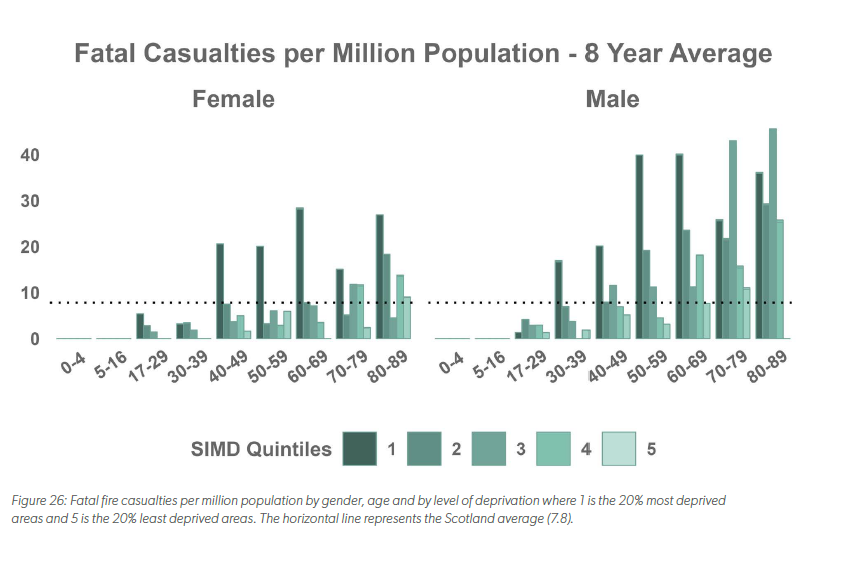 Fatal Casualties per Million Population - 8 Year Average
Female
Male
40
30
20
10
0
0-4 5-16 17-29 30-39 40-49 50-59 60-69 70-79 80-89
0-4 5-16 17-29 30-39 40-49 50-59 60-69 70-79 80-89
SIMD Quintiles 1 2 3 4 5
Figure 26: Fatal fire casualties per million population by gender, age and by level of deprivation where 1 is the 20% most deprived
areas and 5 is the 20% least deprived areas. The horizontal line represents the Scotland average (7.8).